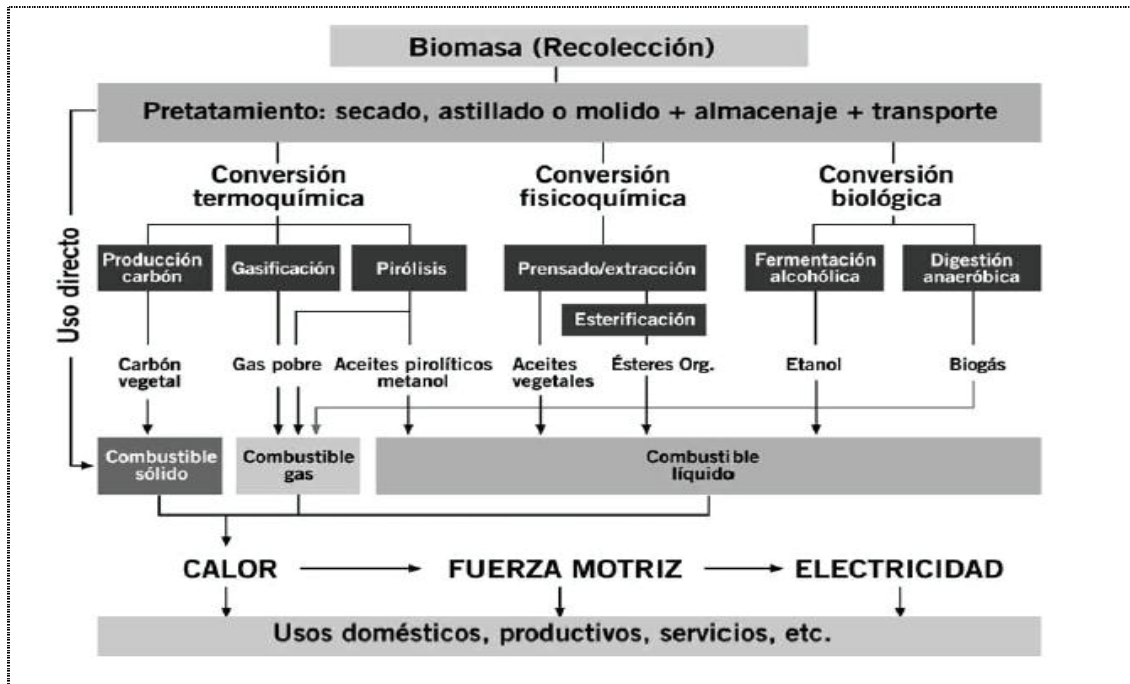 Biomasa (Recolección)
Pretatamiento: secado, astillado o molido + almacenaje + transporte
Uso directo
Conversión
termoquímica
Conversión
fisicoquímica
Conversión
biológica
Producción
carbón
Gasificación
Pirólisis
Prensado/extracción
Fermentación
alcohólica
Digestión
anaeróbica
Esterificación
Carbón
vegetal
Gas pobre
Aceites pirolíticos
metanol
Aceites
vegetales
Ésteres Org.
Etanol
Biogás
Combustible
sólido
Combustible
gas
Combustible
líquido
CALOR
FUERZA MOTRIZ
ELECTRICIDAD
Usos domésticos, productivos, servicios, etc.